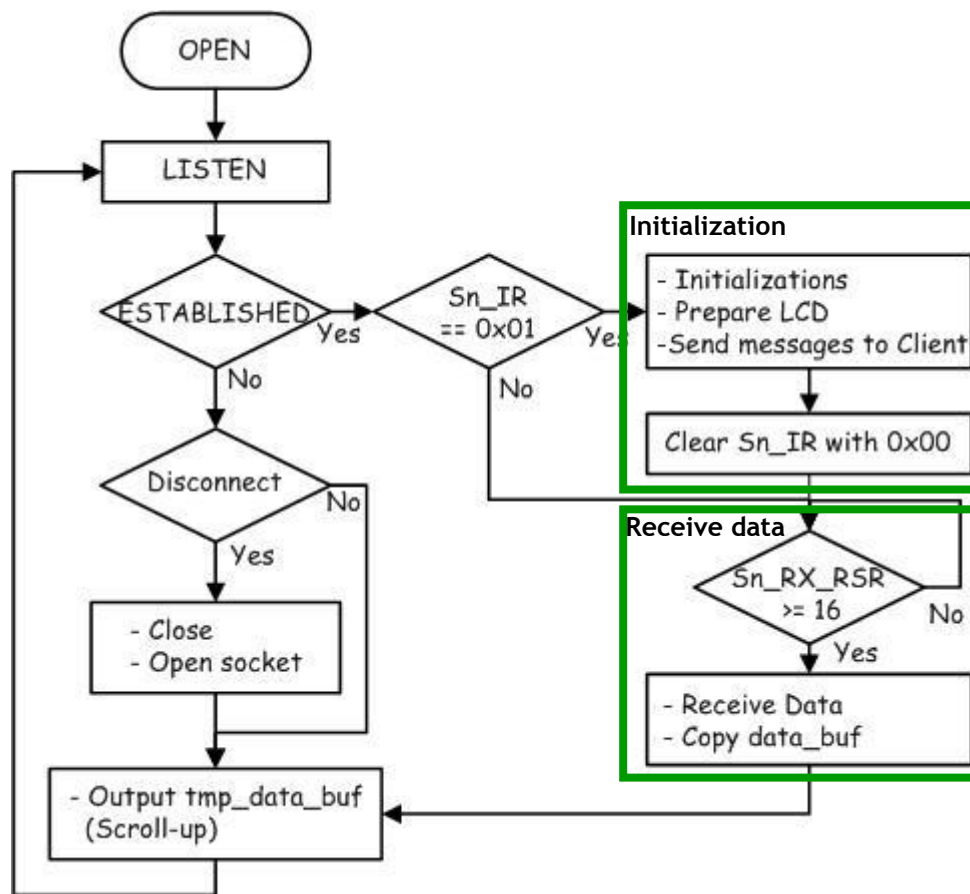 OPEN
LISTEN
ESTABLISHED
Yes
No
Sn_IR
== 0x01
Yes
No
Initialization
- Initializations
- Prepare LCD
-Send messages to Client
Clear Sn_IR with 0x00
Disconnect
No
Yes
- Close
- Open socket
Receive data
Sn_RX_RSR
>= 16
No
Yes
- Receive Data
- Copy data_buf
- Output tmp_data_buf
(Scroll-up)